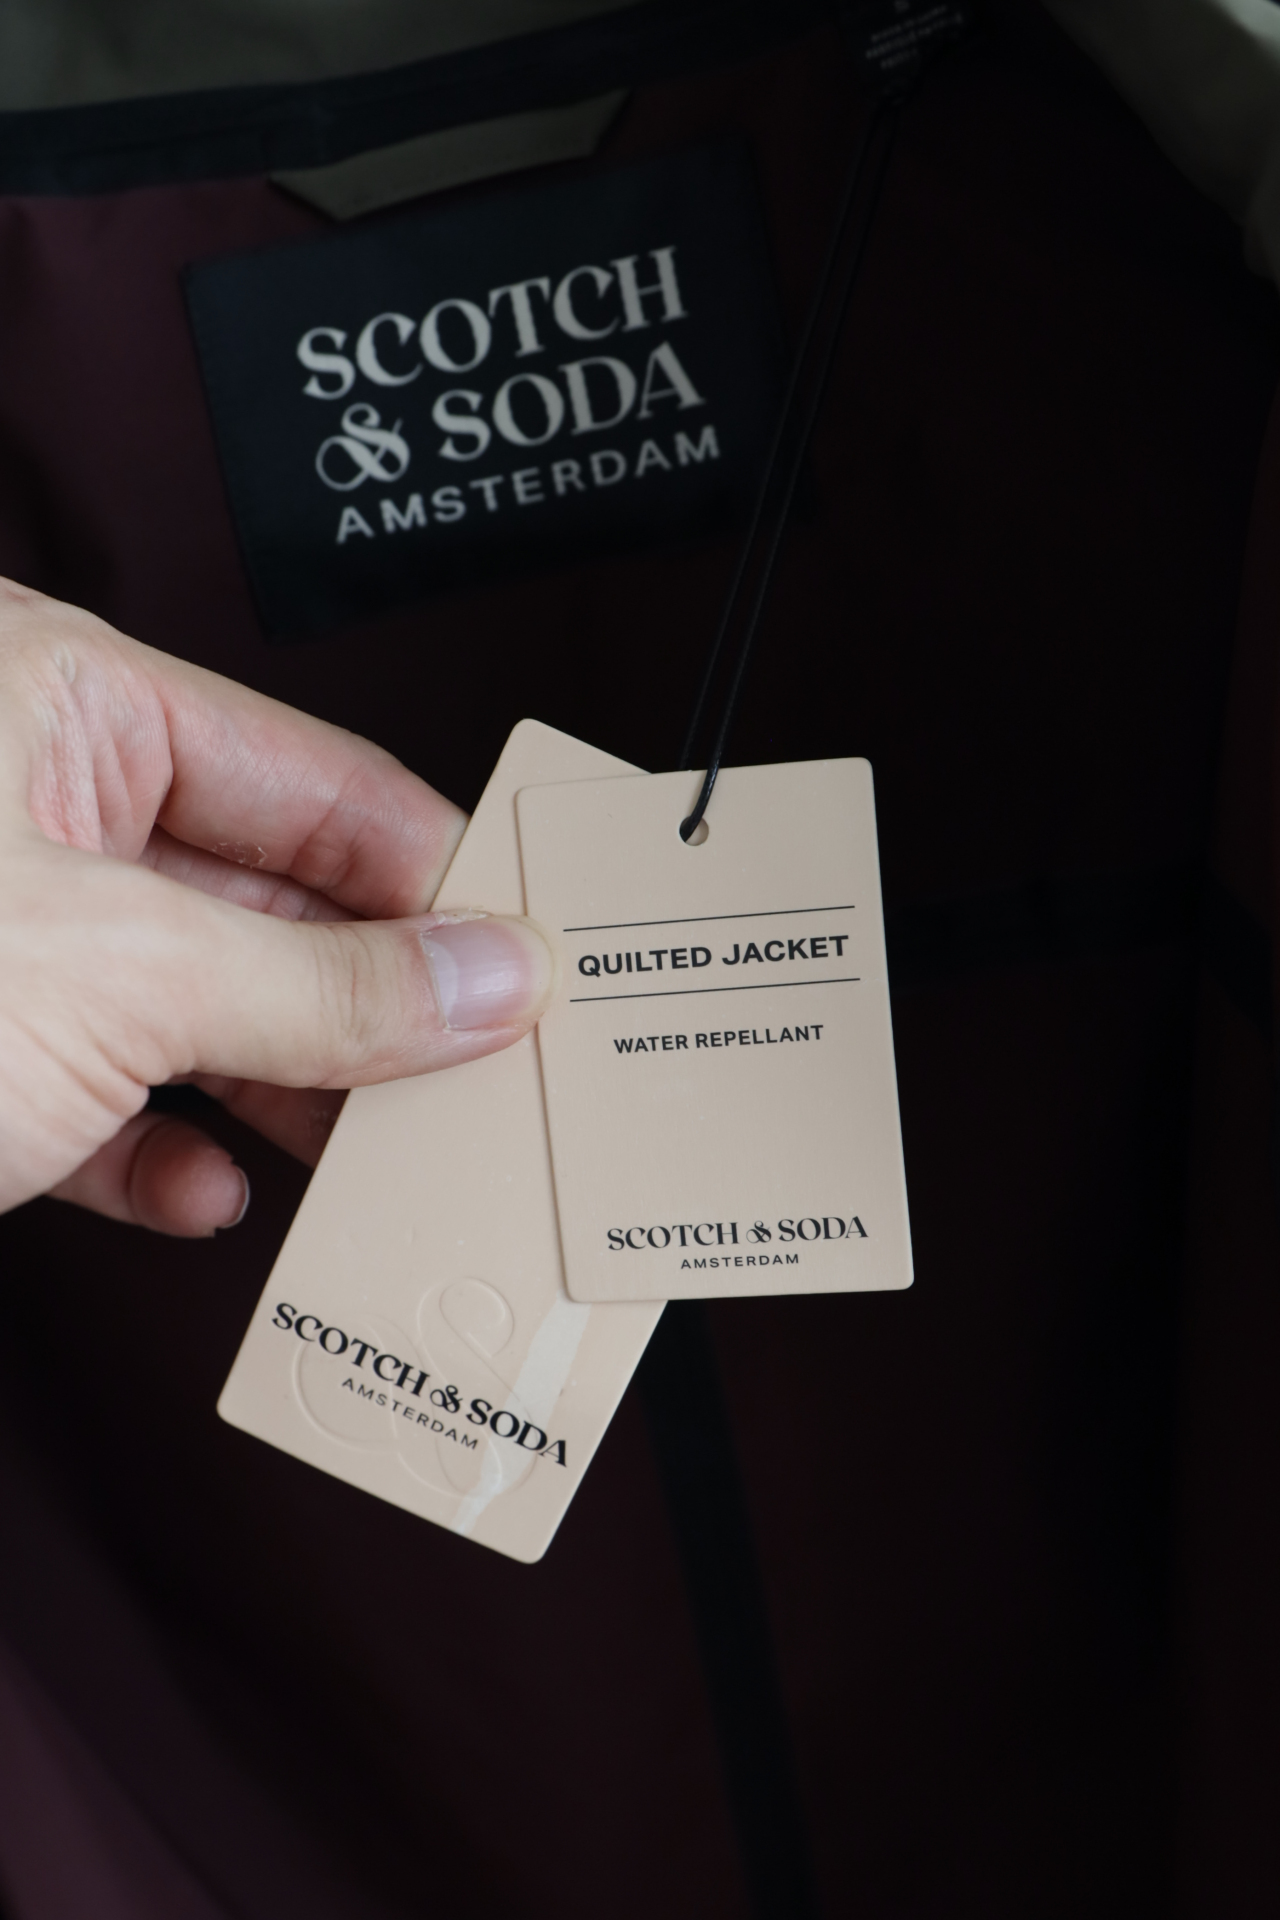 SCOTCH
& SODA
AMSTERDAM
QUILTED JACKET
WATER REPELLANT
SCOTCH & SODA
AMSTERDAM
SCOTCH & SODA
AMSTERDAM